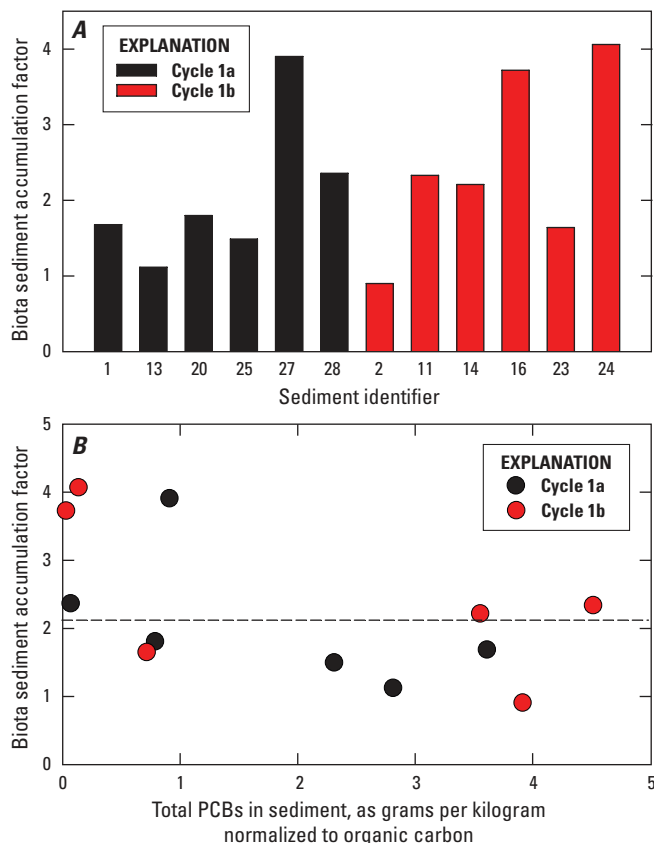 A
EXPLANATION
Cycle 1a
Cycle 1b
Biota sediment accumulation factor
4
3
2
1
0
1 13 20 25 27 28 2 11 14 16 23 24
Sediment identifier
B
EXPLANATION
Cycle 1a
Cycle 1b
Biota sediment accumulation factor
5
4
3
2
1
0
0 1 2 3 4 5
Total PCBs in sediment, as grams per kilogram
normalized to organic carbon